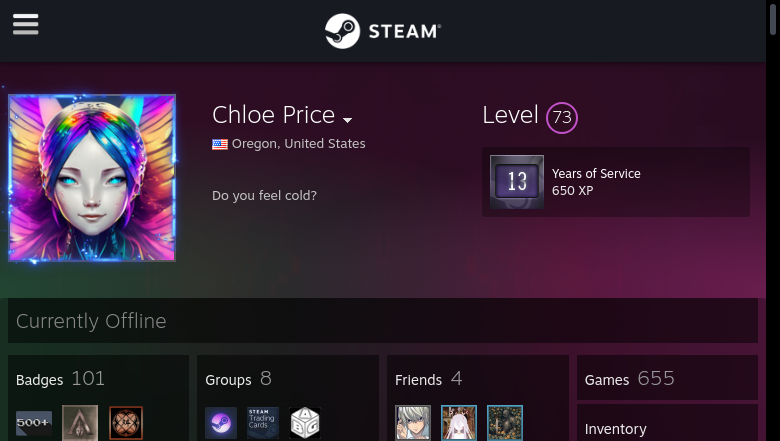 STEAM®
Chloe Price
Level 73
Oregon, United States
13
Years of Service
650 XP
Do you feel cold?
Currently Offline
Badges 101
Groups 8
Friends 4
Games 655
500+
STEAM
Trading
Cards
ABG
Inventory